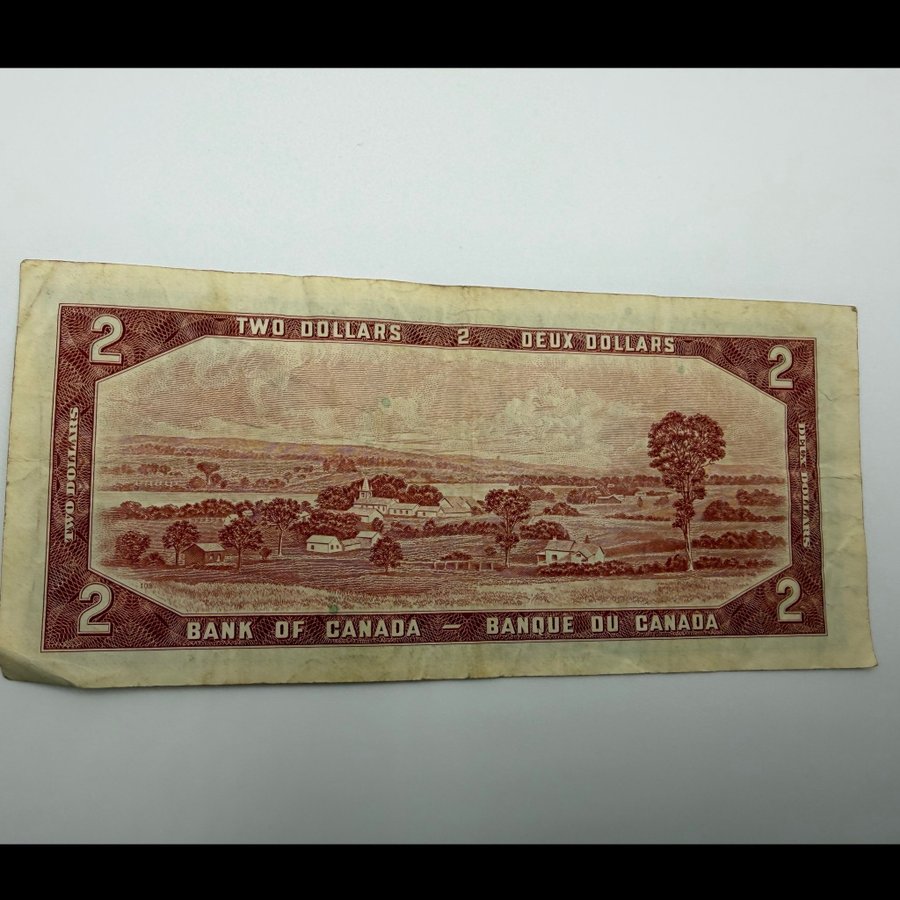 2 TWO DOLLARS 2 DEUX DOLLARS 2
TWO DOLLARS
DEUX DOLLARS
2 BANK OF CANADA — BANQUE DU CANADA 2